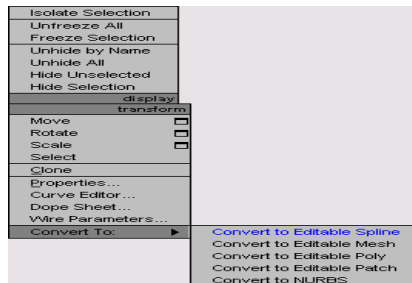 Isolate Selection
Unfreeze All
Freeze Selection
Unhide by Name
Unhide All
Hide Unselected
Hide Selection
display
transform
Move
Rotate
Scale
Select
Clone
Properties...
Curve Editor...
Dope Sheet...
Wire Parameters...
Convert To:
Convert to Editable Spline
Convert to Editable Mesh
Convert to Editable Poly
Convert to Editable Patch
Convert to NURBS